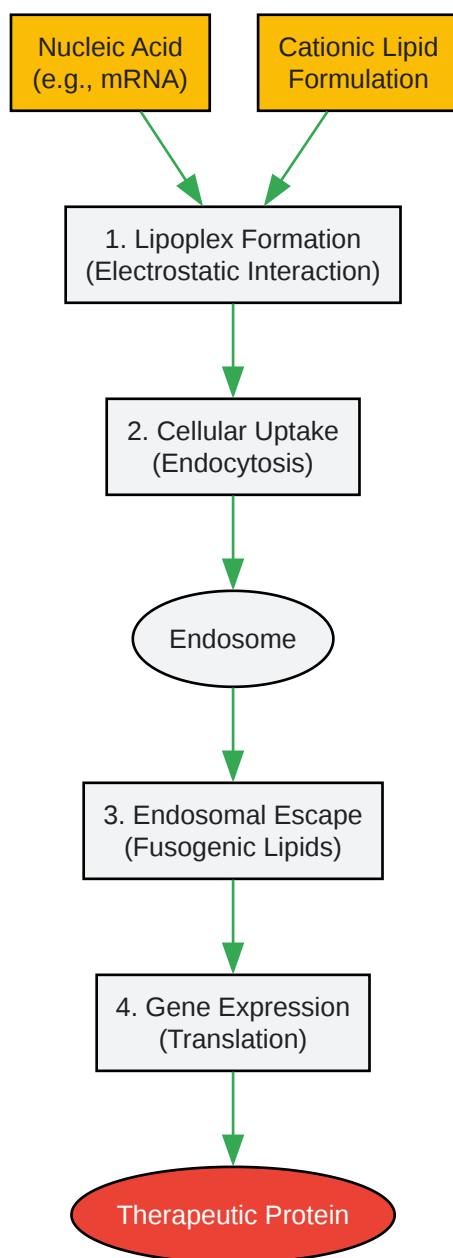 Nucleic Acid
(e.g., mRNA)
Cationic Lipid
Formulation
1. Lipoplex Formation
(Electrostatic Interaction)
2. Cellular Uptake
(Endocytosis)
Endosome
3. Endosomal Escape
(Fusogenic Lipids)
4. Gene Expression
(Translation)
Therapeutic Protein